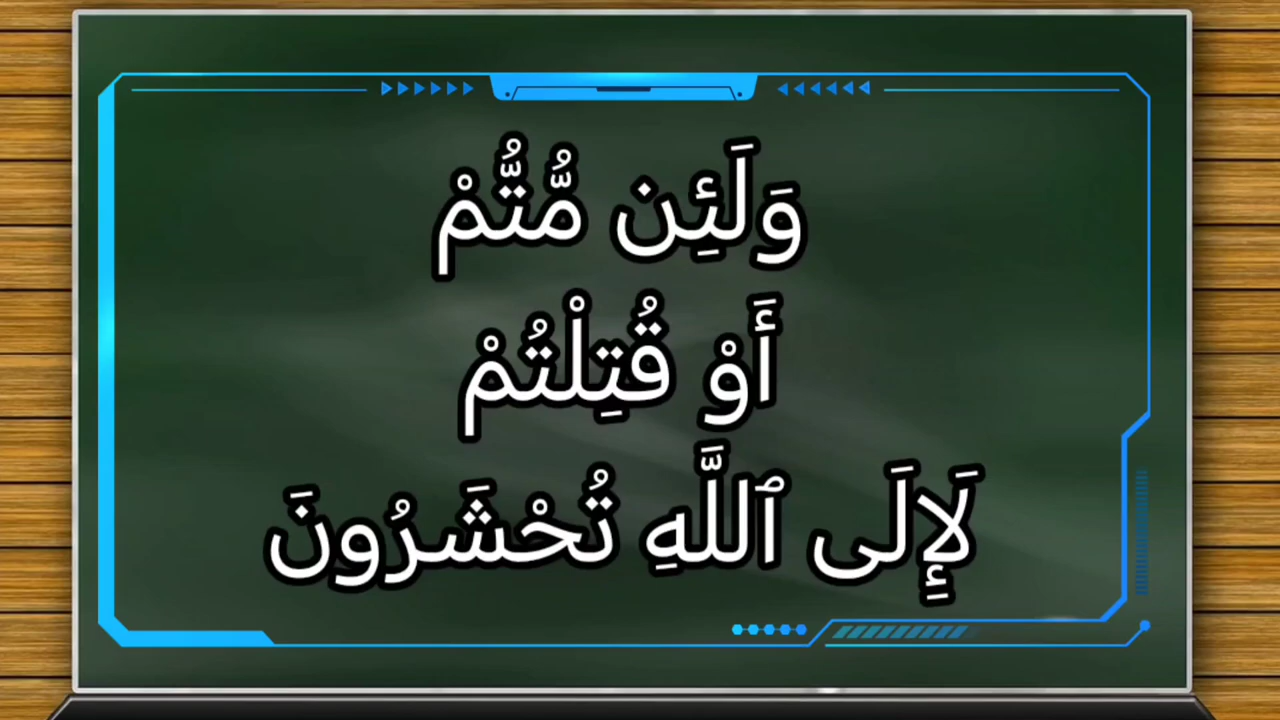 وَلَئِن مُّتُّمْ
أَوْ قُتِلْتُمْ
لَإِلَى ٱللَّهِ تُحْشَرُونَ